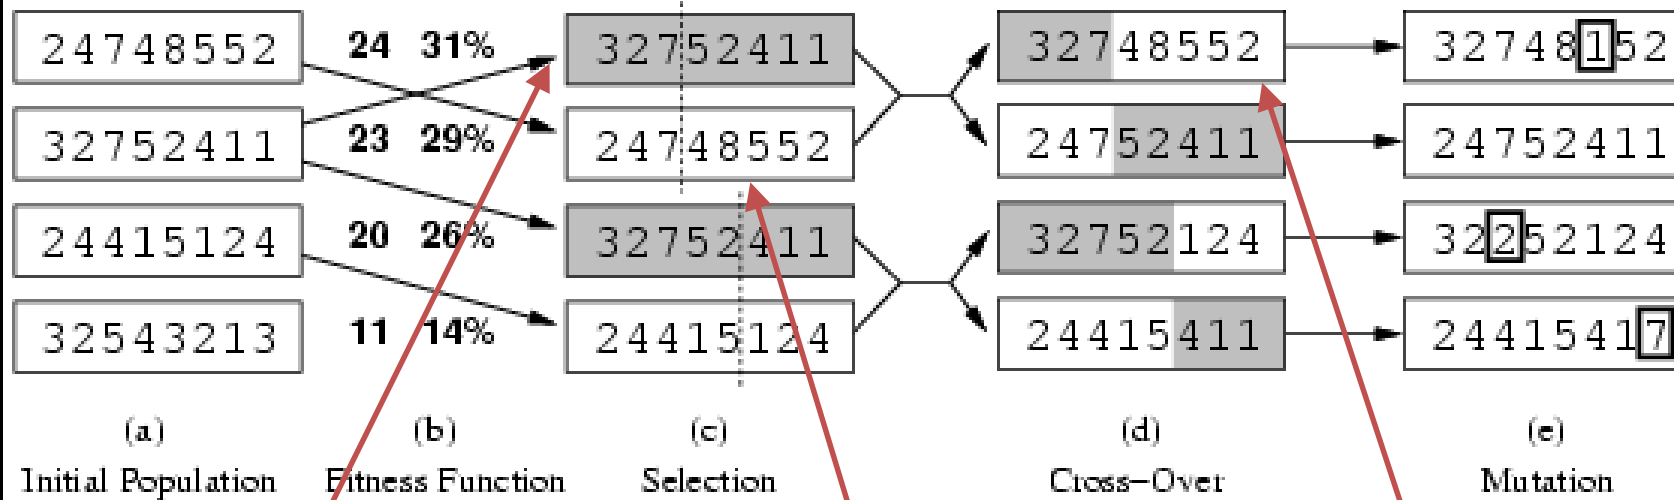 24748552 24 31% 32752411 32748552 32748152
32752411 23 29% 24748552 24752411 24752411
24415124 20 26% 32752411 32752124 32252124
32543213 11 14% 24415124 24415411 24415417
(a) (b) (c) (d) (e)
Initial Population Fitness Function Selection Cross-Over Mutation